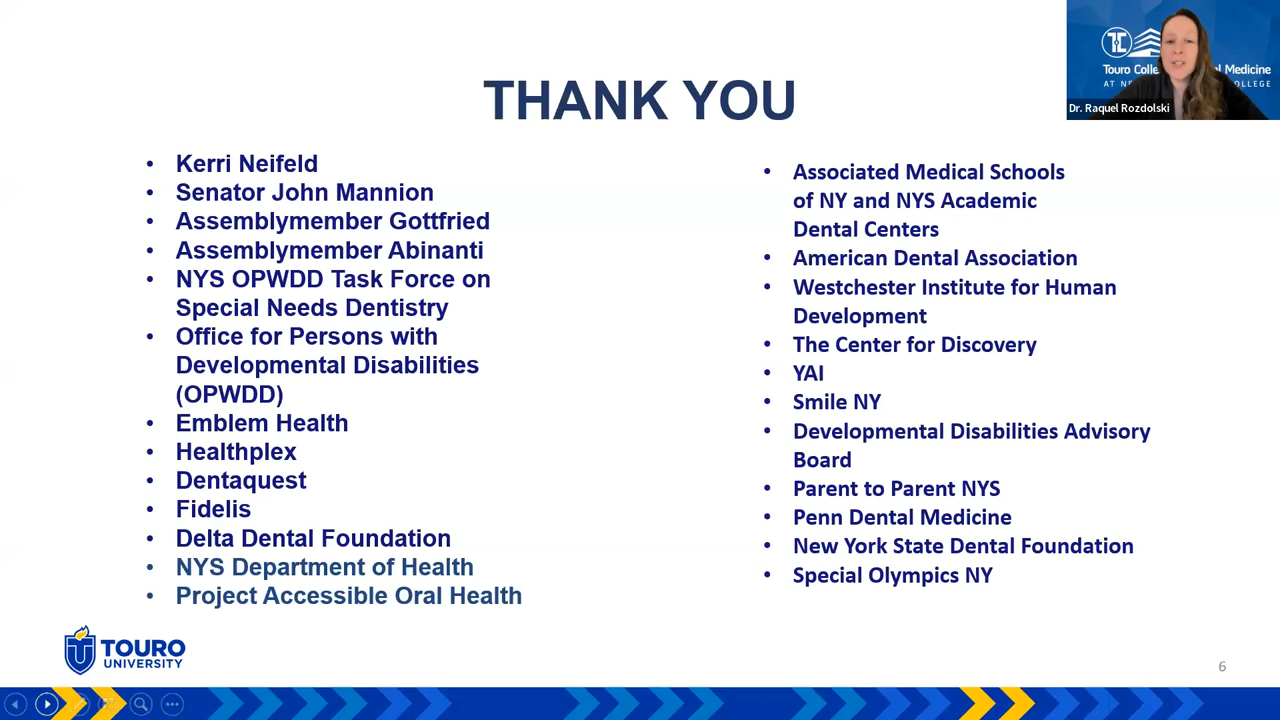 THANK YOU
• Kerri Neifeld
• Senator John Mannion
• Assemblymember Gottfried
• Assemblymember Abinanti
• NYS OPWDD Task Force on
Special Needs Dentistry
• Office for Persons with
Developmental Disabilities
(OPWDD)
• Emblem Health
• Healthplex
• Dentaquest
• Fidelis
• Delta Dental Foundation
• NYS Department of Health
• Project Accessible Oral Health
• Associated Medical Schools
of NY and NYS Academic
Dental Centers
• American Dental Association
• Westchester Institute for Human
Development
• The Center for Discovery
• YAI
• Smile NY
• Developmental Disabilities Advisory
Board
• Parent to Parent NYS
• Penn Dental Medicine
• New York State Dental Foundation
• Special Olympics NY
Touro
Medicine
AT
Dr. Raquel Rozdolski
TOURO
UNIVERSITY
6